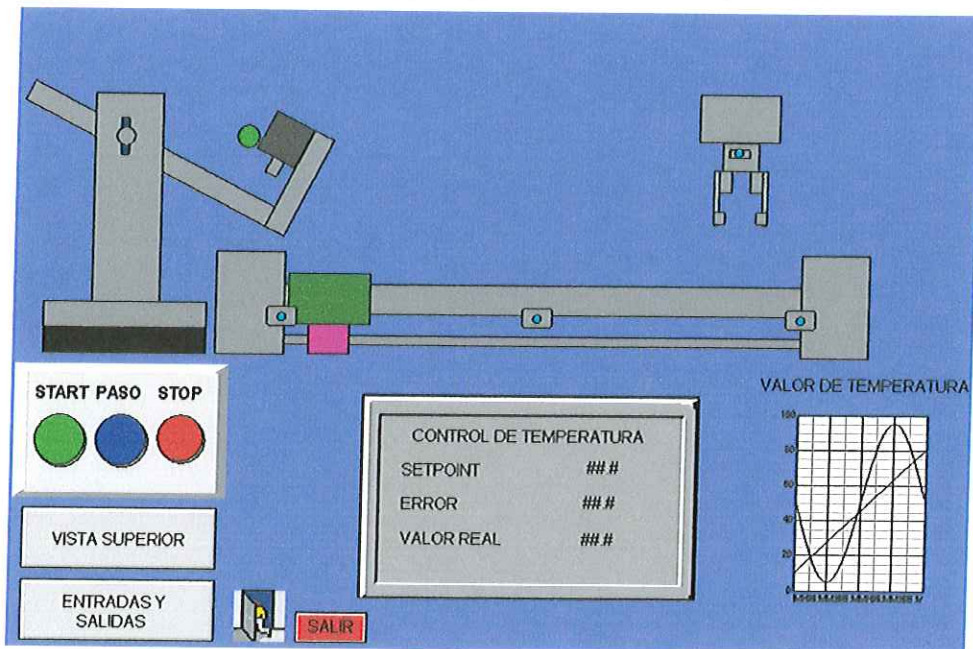 START PASO STOP
VISTA SUPERIOR
ENTRADAS Y
SALIDAS
SALIR
CONTROL DE TEMPERATURA
SETPOINT ##.#
ERROR ##.#
VALOR REAL ##.#
VALOR DE TEMPERATURA
100
80
60
40
20
0